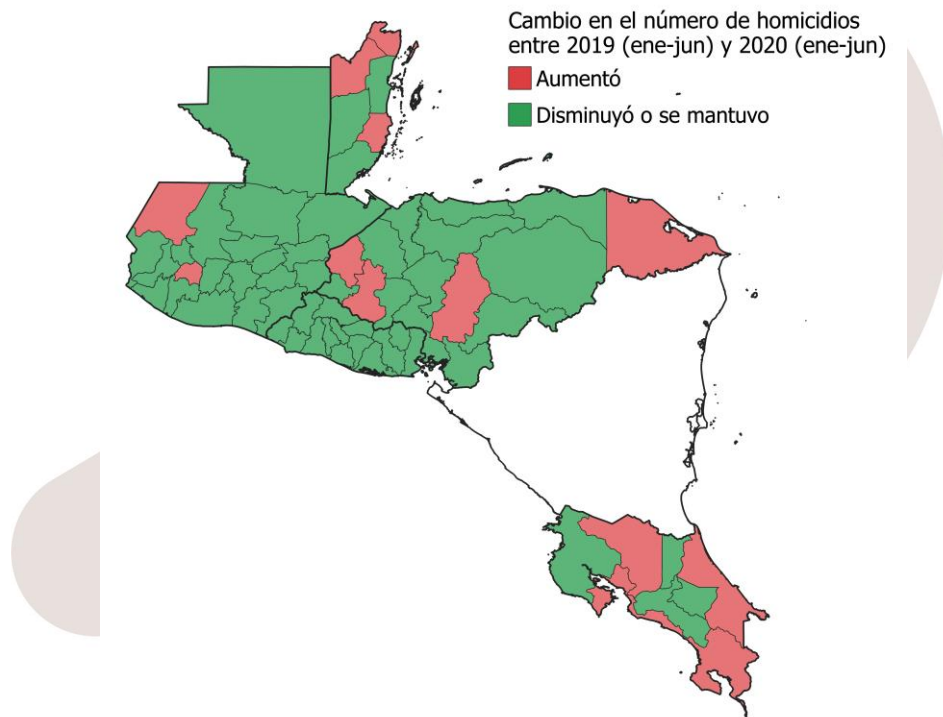 Cambio en el número de homicidios
entre 2019 (ene-jun) y 2020 (ene-jun)
Aumentó
Disminuyó o se mantuvo